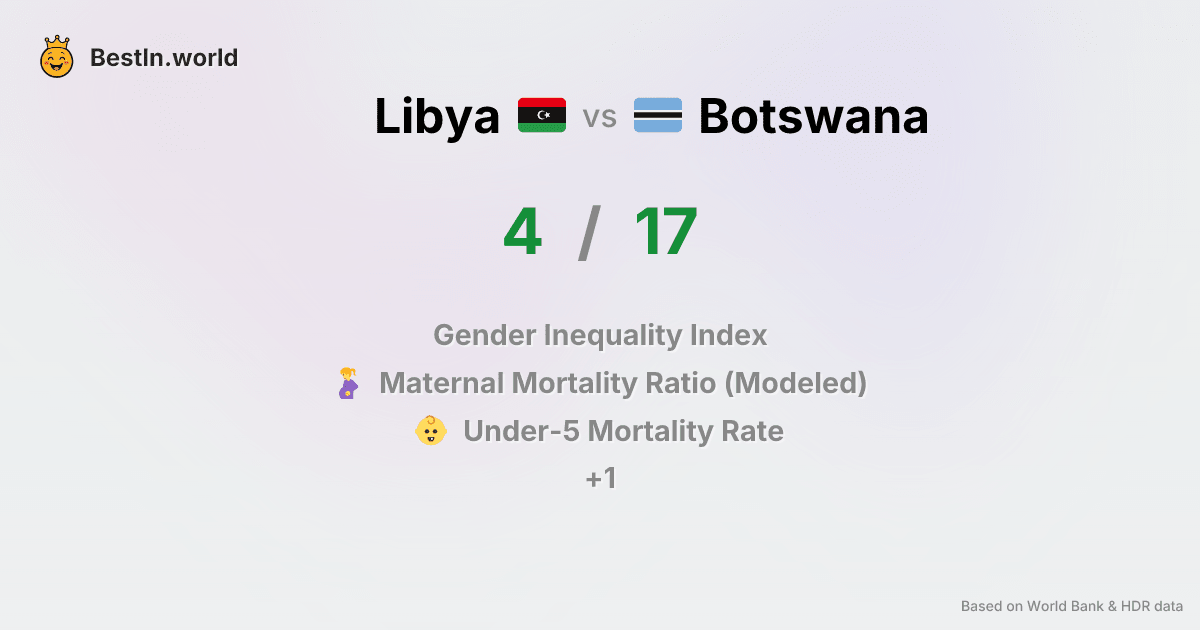 BestIn.world
Libya vs Botswana
4 / 17
Gender Inequality Index
Maternal Mortality Ratio (Modeled)
Under-5 Mortality Rate
+1
Based on World Bank & HDR data